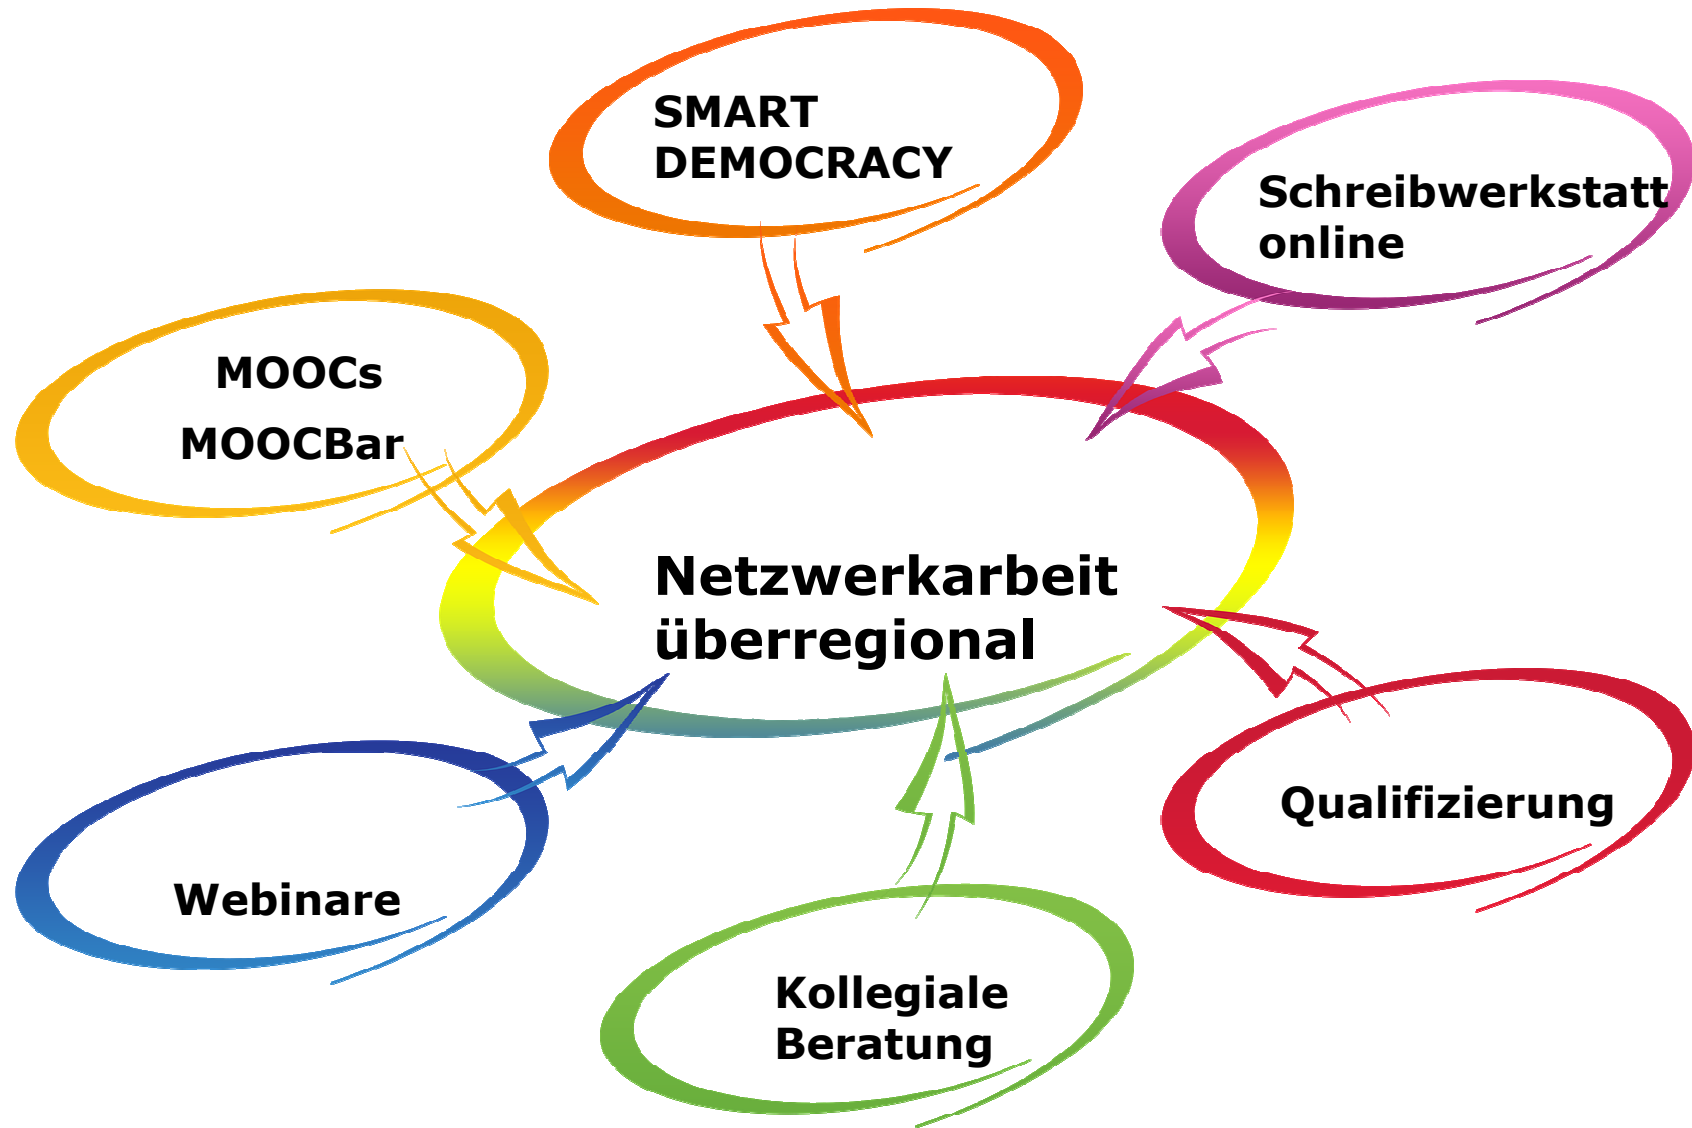 SMART
DEMOCRACY
Schreibwerkstatt
online
MOOCs
MOOCBar
Netzwerkarbeit
überregional
Qualifizierung
Webinare
Kollegiale
Beratung